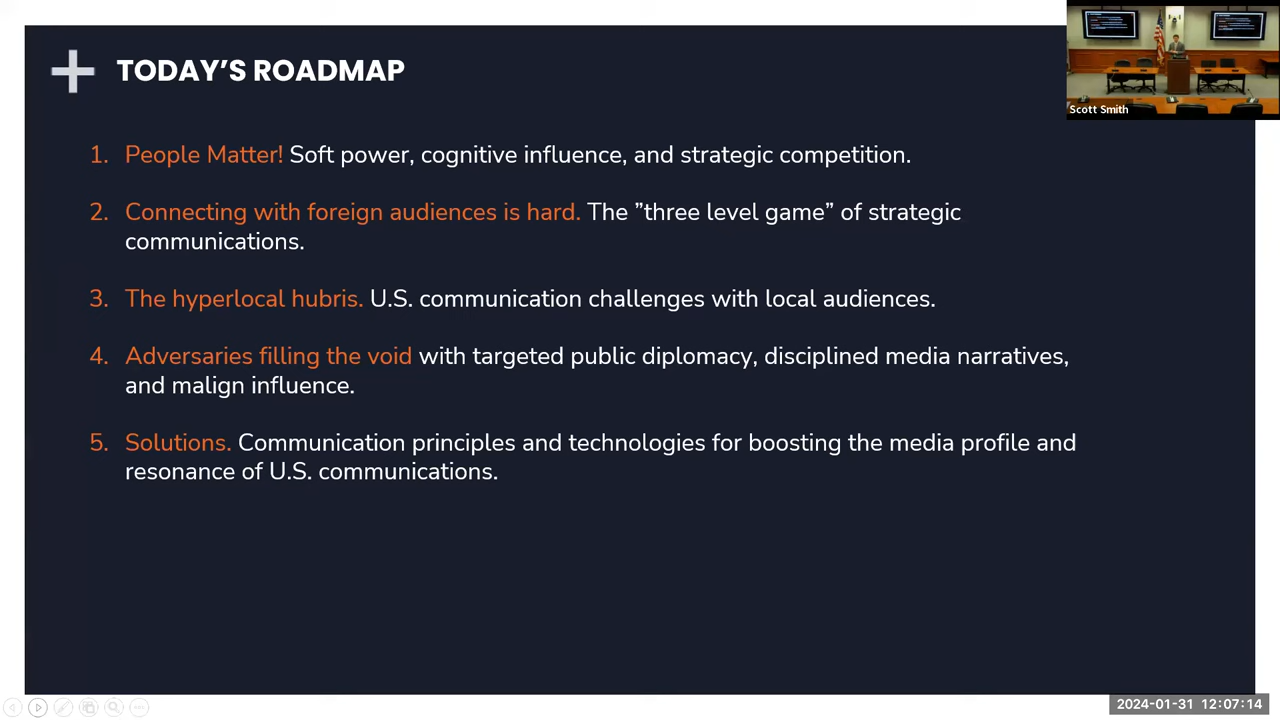 TODAY’S ROADMAP
Scott Smith
1. People Matter! Soft power, cognitive influence, and strategic competition.
2. Connecting with foreign audiences is hard. The ”three level game” of strategic
communications.
3. The hyperlocal hubris. U.S. communication challenges with local audiences.
4. Adversaries filling the void with targeted public diplomacy, disciplined media narratives,
and malign influence.
5. Solutions. Communication principles and technologies for boosting the media profile and
resonance of U.S. communications.
2024-01-31 12:07:14